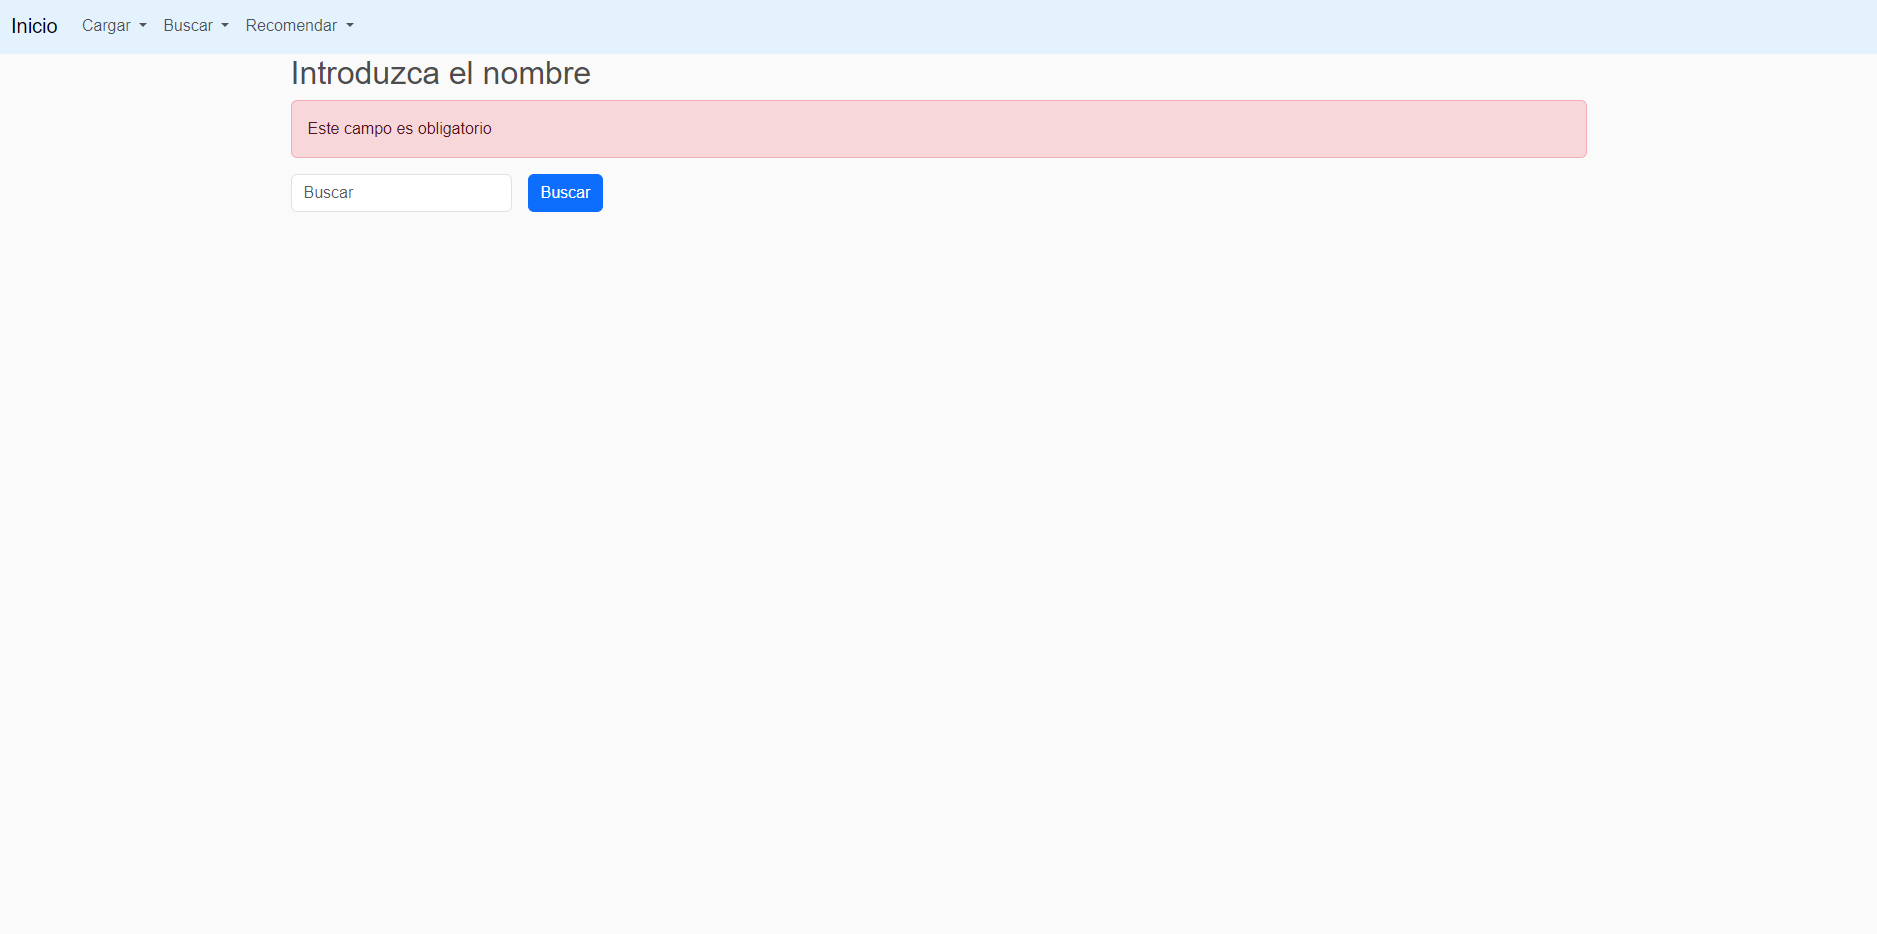 Inicio Cargar Buscar Recomendar
Introduzca el nombre
Este campo es obligatorio
Buscar Buscar